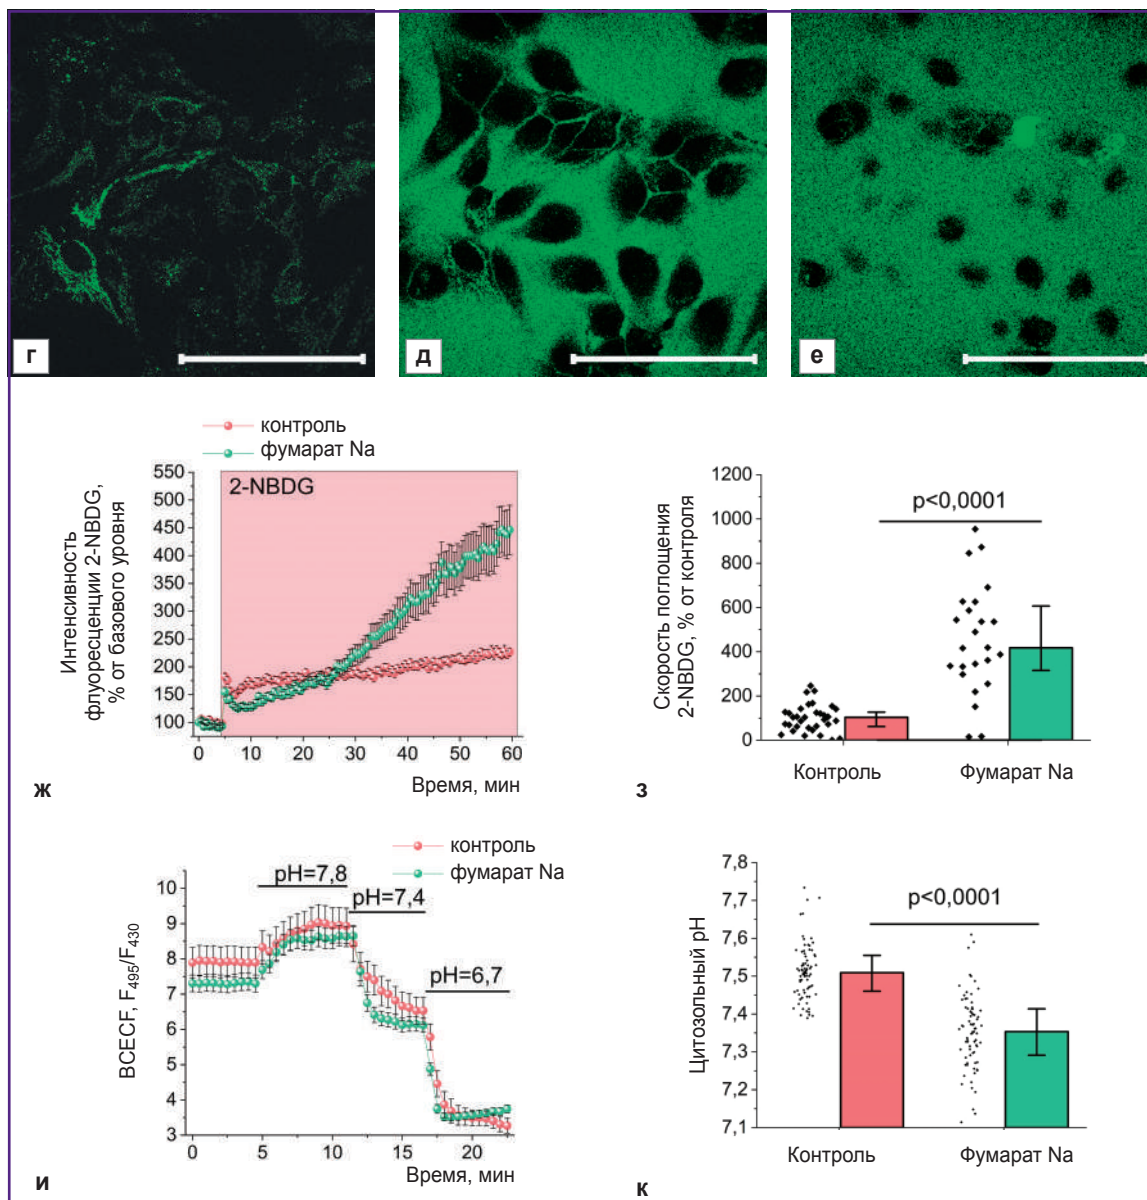 г
д
е
контроль
фумарат Na
Интенсивность
флуоресценции 2-NBDG,
% от базового уровня
550
500
450
400
350
300
250
200
150
100
2-NBDG
0 10 20 30 40 50 60
Время, мин
ж
Скорость поглощения
2-NBDG, % от контроля
1200
1000
800
600
400
200
0
p<0,0001
Контроль Фумарат Na
з
контроль
фумарат Na
BCECF, F495/F430
10
9
8
7
6
5
4
3
pH=7,8
pH=7,4
pH=6,7
0 5 10 15 20
Время, мин
и
Цитозольный pH
7,8
7,7
7,6
7,5
7,4
7,3
7,2
7,1
p<0,0001
Контроль Фумарат Na
к